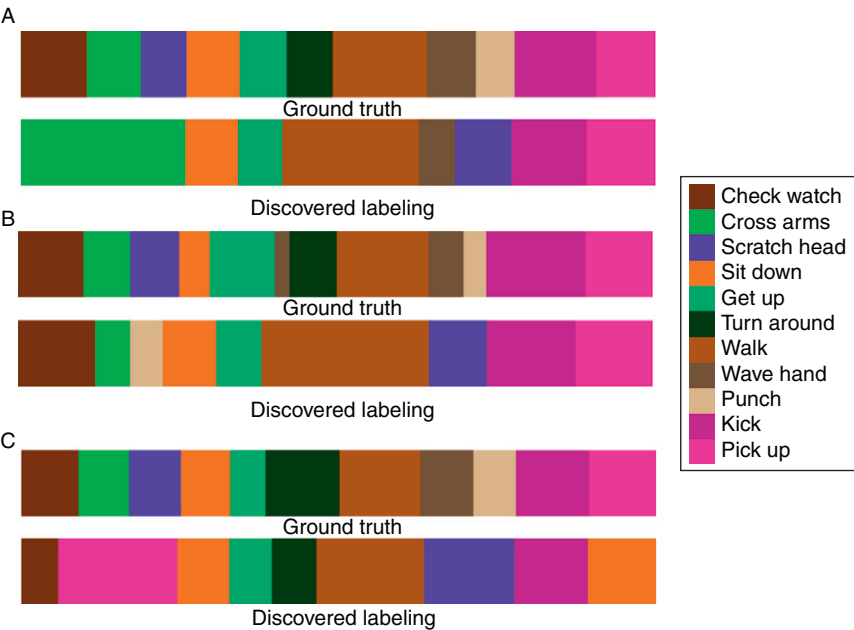 A
Ground truth
Discovered labeling
B
Ground truth
Discovered labeling
C
Ground truth
Discovered labeling
Check watch
Cross arms
Scratch head
Sit down
Get up
Turn around
Walk
Wave hand
Punch
Kick
Pick up